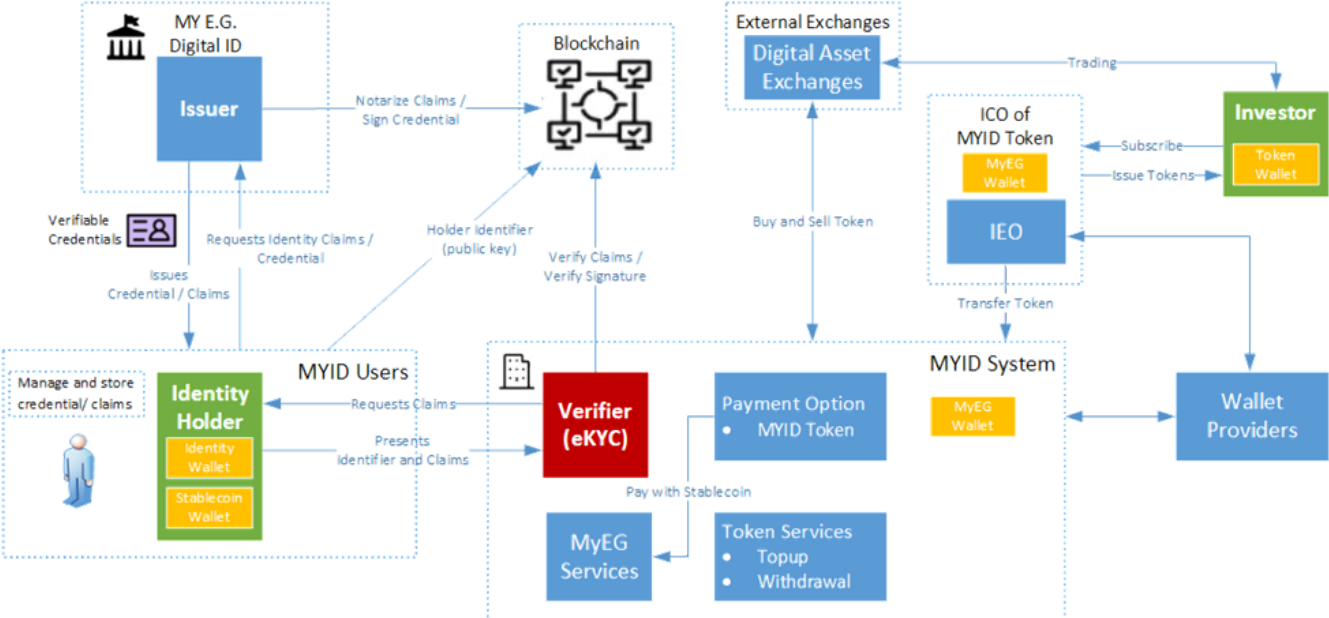 MY E.G.
Digital ID
Issuer
Notarize Claims /
Sign Credential
Blockchain
External Exchanges
Digital Asset
Exchanges
Trading
Investor
Token
Wallet
ICO of
MYID Token
MyEG
Wallet
IEO
Subscribe
Issue Tokens
Verifiable
Credentials
Requests Identity Claims /
Credential
Issues
Credential / Claims
Holder Identifier
(public key)
Verify Claims /
Verify Signature
Buy and Sell Token
Transfer Token
MYID Users
Manage and store
credential/ claims
Identity
Holder
Identity
Wallet
Stablecoin
Wallet
Requests Claims
Presents
Identifier and Claims
MYID System
Verifier
(eKYC)
Payment Option
● MYID Token
MyEG
Wallet
Wallet
Providers
Pay with Stablecoin
MyEG
Services
Token Services
● Topup
● Withdrawal